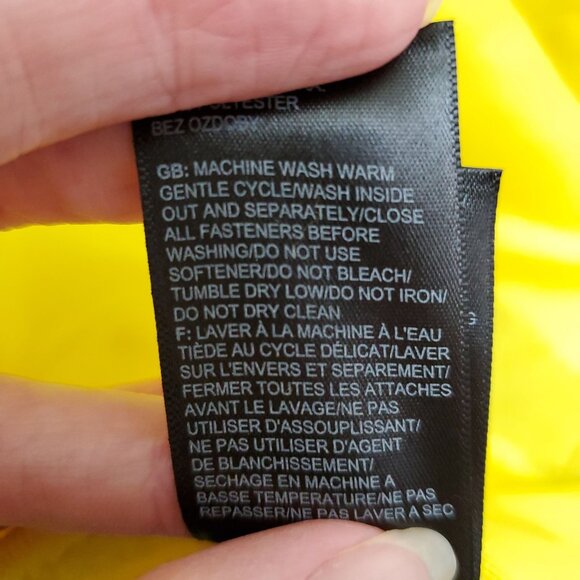 POLYESTER
BEZ OZDOBY
GB: MACHINE WASH WARM
GENTLE CYCLE/WASH INSIDE
OUT AND SEPARATELY/CLOSE
ALL FASTENERS BEFORE
WASHING/DO NOT USE
SOFTENER/DO NOT BLEACH/
TUMBLE DRY LOW/DO NOT IRON/
DO NOT DRY CLEAN
F: LAVER À LA MACHINE À L'EAU
TIÈDE AU CYCLE DÉLICAT/LAVER
SUR L'ENVERS ET SEPAREMENT/
FERMER TOUTES LES ATTACHES
AVANT LE LAVAGE/NE PAS
UTILISER D'ASSOUPLISSANT/
NE PAS UTILISER D'AGENT
DE BLANCHISSEMENT/
SECHAGE EN MACHINE A
BASSE TEMPERATURE/NE PAS
REPASSER/NE PAS LAVER A SEC
G